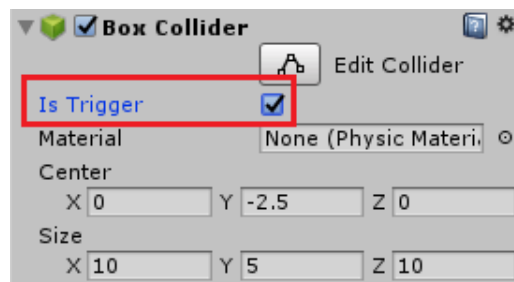 Box Collider
Edit Collider
Is Trigger
Material None (Physic Materi
Center
X 0 Y -2.5 Z 0
Size
X 10 Y 5 Z 10